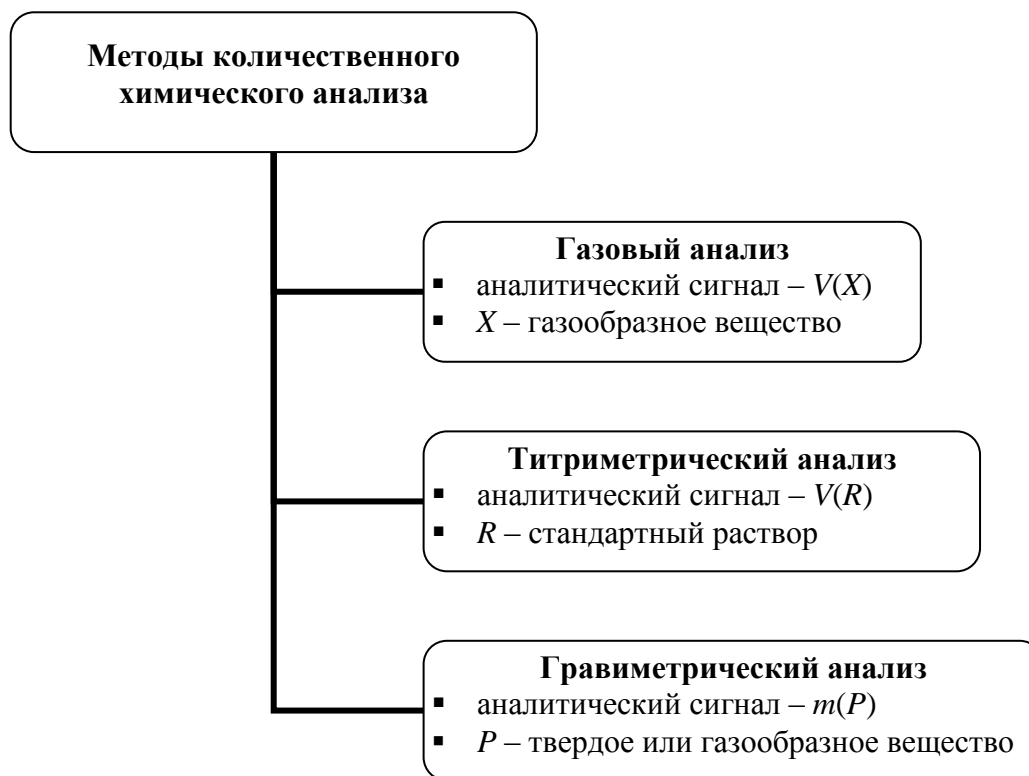 Методы количественного
химического анализа
Газовый анализ
▪ аналитический сигнал – V(X)
▪ X – газообразное вещество
Титриметрический анализ
▪ аналитический сигнал – V(R)
▪ R – стандартный раствор
Гравиметрический анализ
▪ аналитический сигнал – m(P)
▪ P – твердое или газообразное вещество